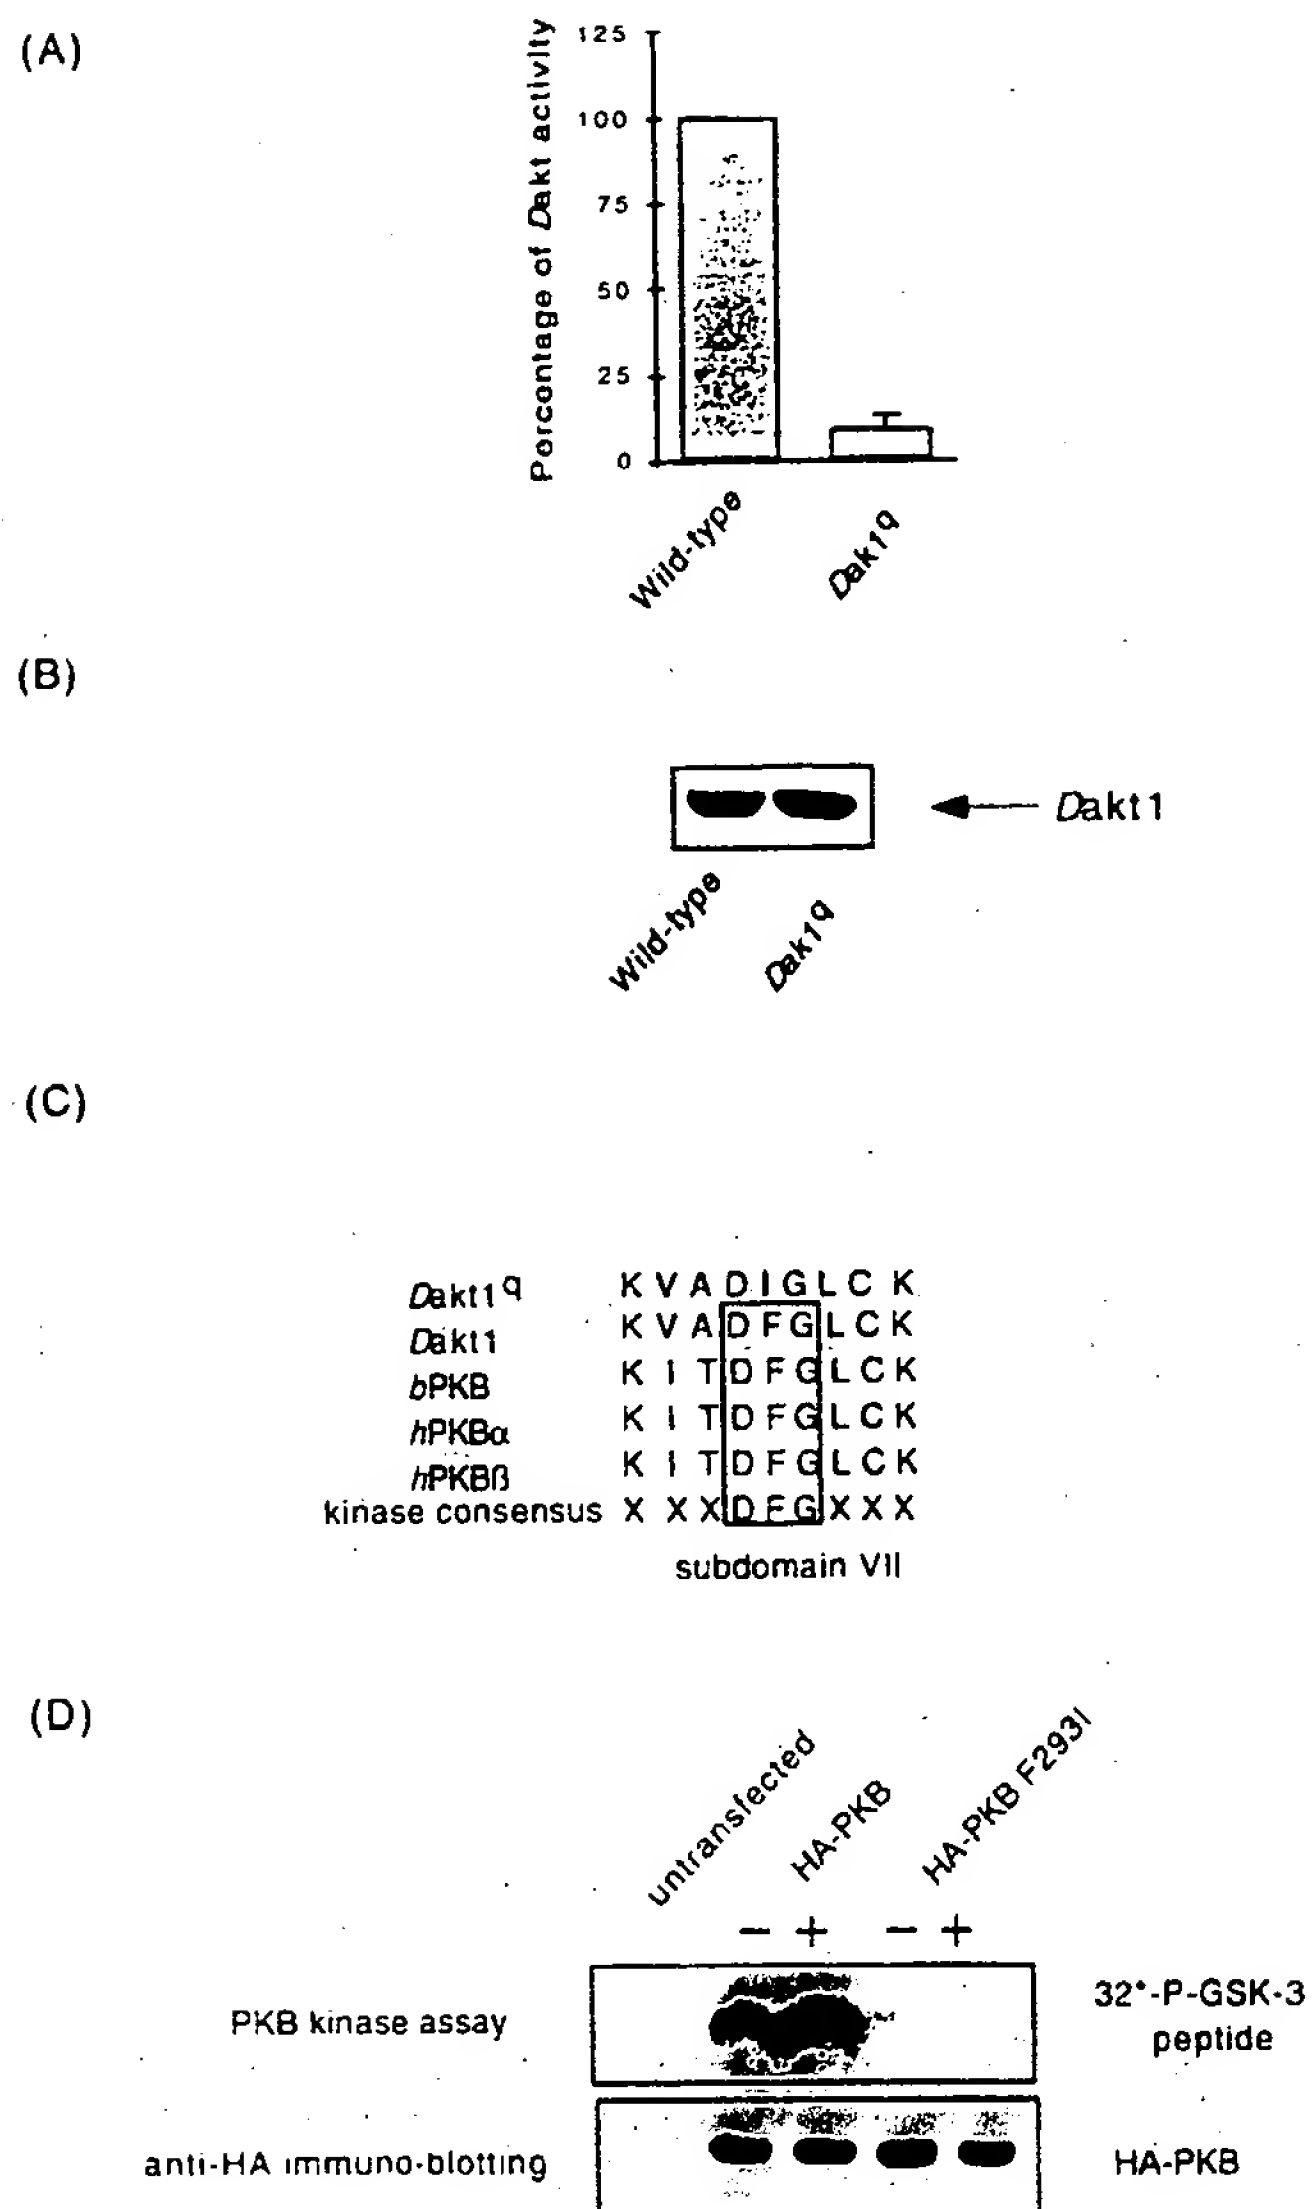 (A)
Porcontage of Dakt activity
125
100
75
50
25
0
Wild-type
Dak1q
(B)
Dakt1
Wild-type
Dak1q
(C)
Dakt1q K V A D I G L C K
Dakt1 K V A D F G L C K
bPKB K I T D F G L C K
hPKBα K I T D F G L C K
hPKBß K I T D F G L C K
kinase consensus X X X D F G X X X
subdomain VII
(D)
untransfected
HA-PKB
HA-PKB F293I
− + − +
PKB kinase assay
32•-P-GSK-3
peptide
anti-HA immuno-blotting
HA-PKB